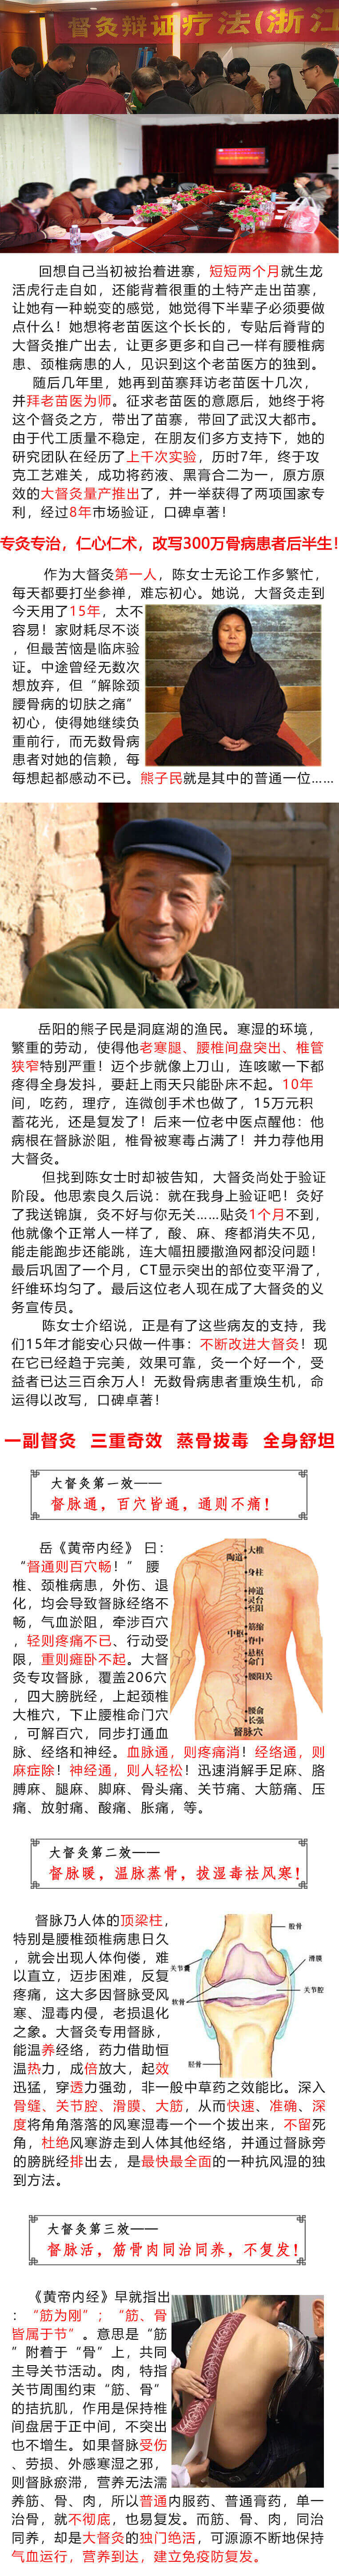 督灸辩证疗法(浙江
回想自己当初被抬着进寨，短短两个月就生龙
活虎行走自如，还能背着很重的土特产走出苗寨，
让她有一种蜕变的感觉，她觉得下半辈子必须要做
点什么！她想将老苗医这个长长的，专贴后脊背的
大督灸推广出去，让更多更多和自己一样有腰椎病
患、颈椎病患的人，见识到这个老苗医方的独到。
随后几年里，她再到苗寨拜访老苗医十几次，
并拜老苗医为师。征求老苗医的意愿后，她终于将
这个督灸之方，带出了苗寨，带回了武汉大都市。
由于代工质量不稳定，在朋友们多方支持下，她的
研究团队在经历了上千次实验，历时7年，终于攻
克工艺难关，成功将药液、黑膏合二为一，原方原
效的大督灸量产推出了，并一举获得了两项国家专
利，经过8年市场验证，口碑卓著！
专灸专治，仁心仁术，改写300万骨病患者后半生！
作为大督灸第一人，陈女士无论工作多繁忙，
每天都要打坐参禅，难忘初心。她说，大督灸走到
今天用了15年，太不
容易！家财耗尽不谈
，但最苦恼是临床验
证。中途曾经无数次
想放弃，但“解除颈
腰骨病的切肤之痛”
初心，使得她继续负
重前行，而无数骨病
患者对她的信赖，每
每想起都感动不已。熊子民就是其中的普通一位……
岳阳的熊子民是洞庭湖的渔民。寒湿的环境，
繁重的劳动，使得他老寒腿、腰椎间盘突出、椎管
狭窄特别严重！迈个步就像上刀山，连咳嗽一下都
疼得全身发抖，要赶上雨天只能卧床不起。10年
间，吃药，理疗，连微创手术也做了，15万元积
蓄花光，还是复发了！后来一位老中医点醒他：他
病根在督脉淤阻，椎骨被寒毒占满了！并力荐他用
大督灸。
但找到陈女士时却被告知，大督灸尚处于验证
阶段。他思索良久后说：就在我身上验证吧！灸好
了我送锦旗，灸不好与你无关……贴灸1个月不到，
他就像个正常人一样了，酸、麻、疼都消失不见，
能走能跑步还能跳，连大幅扭腰撒渔网都没问题！
最后巩固了一个月，CT显示突出的部位变平滑了，
纤维环均匀了。最后这位老人现在成了大督灸的义
务宣传员。
陈女士介绍说，正是有了这些病友的支持，我
们15年才能安心只做一件事：不断改进大督灸！现
在它已经趋于完美，效果可靠，灸一个好一个，受
益者已达三百余万人！无数骨病患者重焕生机，命
运得以改写，口碑卓著！
一副督灸 三重奇效 蒸骨拔毒 全身舒坦
大督灸第一效——
督脉通，百穴皆通，通则不痛！
岳《黄帝内经》 曰：
“督通则百穴畅！” 腰
椎、颈椎病患，外伤、退
化，均会导致督脉经络不
畅，气血淤阻，牵涉百穴
，轻则疼痛不已、行动受
限，重则瘫卧不起。大督
灸专攻督脉，覆盖206穴
，四大膀胱经，上起颈椎
大椎穴，下止腰椎命门穴
，可解百穴，同步打通血
脉、经络和神经。血脉通，则疼痛消！经络通，则
麻症除！神经通，则人轻松！迅速消解手足麻、胳
膊麻、腿麻、脚麻、骨头痛、关节痛、大筋痛、压
痛、放射痛、酸痛、胀痛，等。
大椎
陶道
身柱
神道
灵台
至阳
筋缩
中枢
脊中
悬枢
命门
腰阳关
腰俞
长强
督脉穴
大督灸第二效——
督脉暖，温脉蒸骨，拔湿毒祛风寒！
督脉乃人体的顶梁柱，
特别是腰椎颈椎病患日久
，就会出现人体佝偻，难
以直立，迈步困难，反复
疼痛，这大多因督脉受风
寒、湿毒内侵，老损退化
之象。大督灸专用督脉，
能温养经络，药力借助恒
温热力，成倍放大，起效
迅猛，穿透力强劲，非一般中草药之效能比。深入
骨缝、关节腔、滑膜、大筋，从而快速、准确、深
度将角角落落的风寒湿毒一个一个拔出来，不留死
角，杜绝风寒游走到人体其他经络，并通过督脉旁
的膀胱经排出去，是最快最全面的一种抗风湿的独
到方法。
股骨
滑膜
关节囊
关节腔
软骨
胫骨
大督灸第三效——
督脉活，筋骨肉同治同养，不复发！
《黄帝内经》早就指出
：“筋为刚”；“筋、骨
皆属于节”。意思是“筋
”附着于“骨”上，共同
主导关节活动。肉，特指
关节周围约束“筋、骨”
的拮抗肌，作用是保持椎
间盘居于正中间，不突出
也不增生。如果督脉受伤
、劳损、外感寒湿之邪，
则督脉瘀滞，营养无法濡
养筋、骨、肉，所以普通内服药、普通膏药，单一
治骨，就不彻底，也易复发。而筋、骨、肉，同治
同养，却是大督灸的独门绝活，可源源不断地保持
气血运行，营养到达，建立免疫防复发。